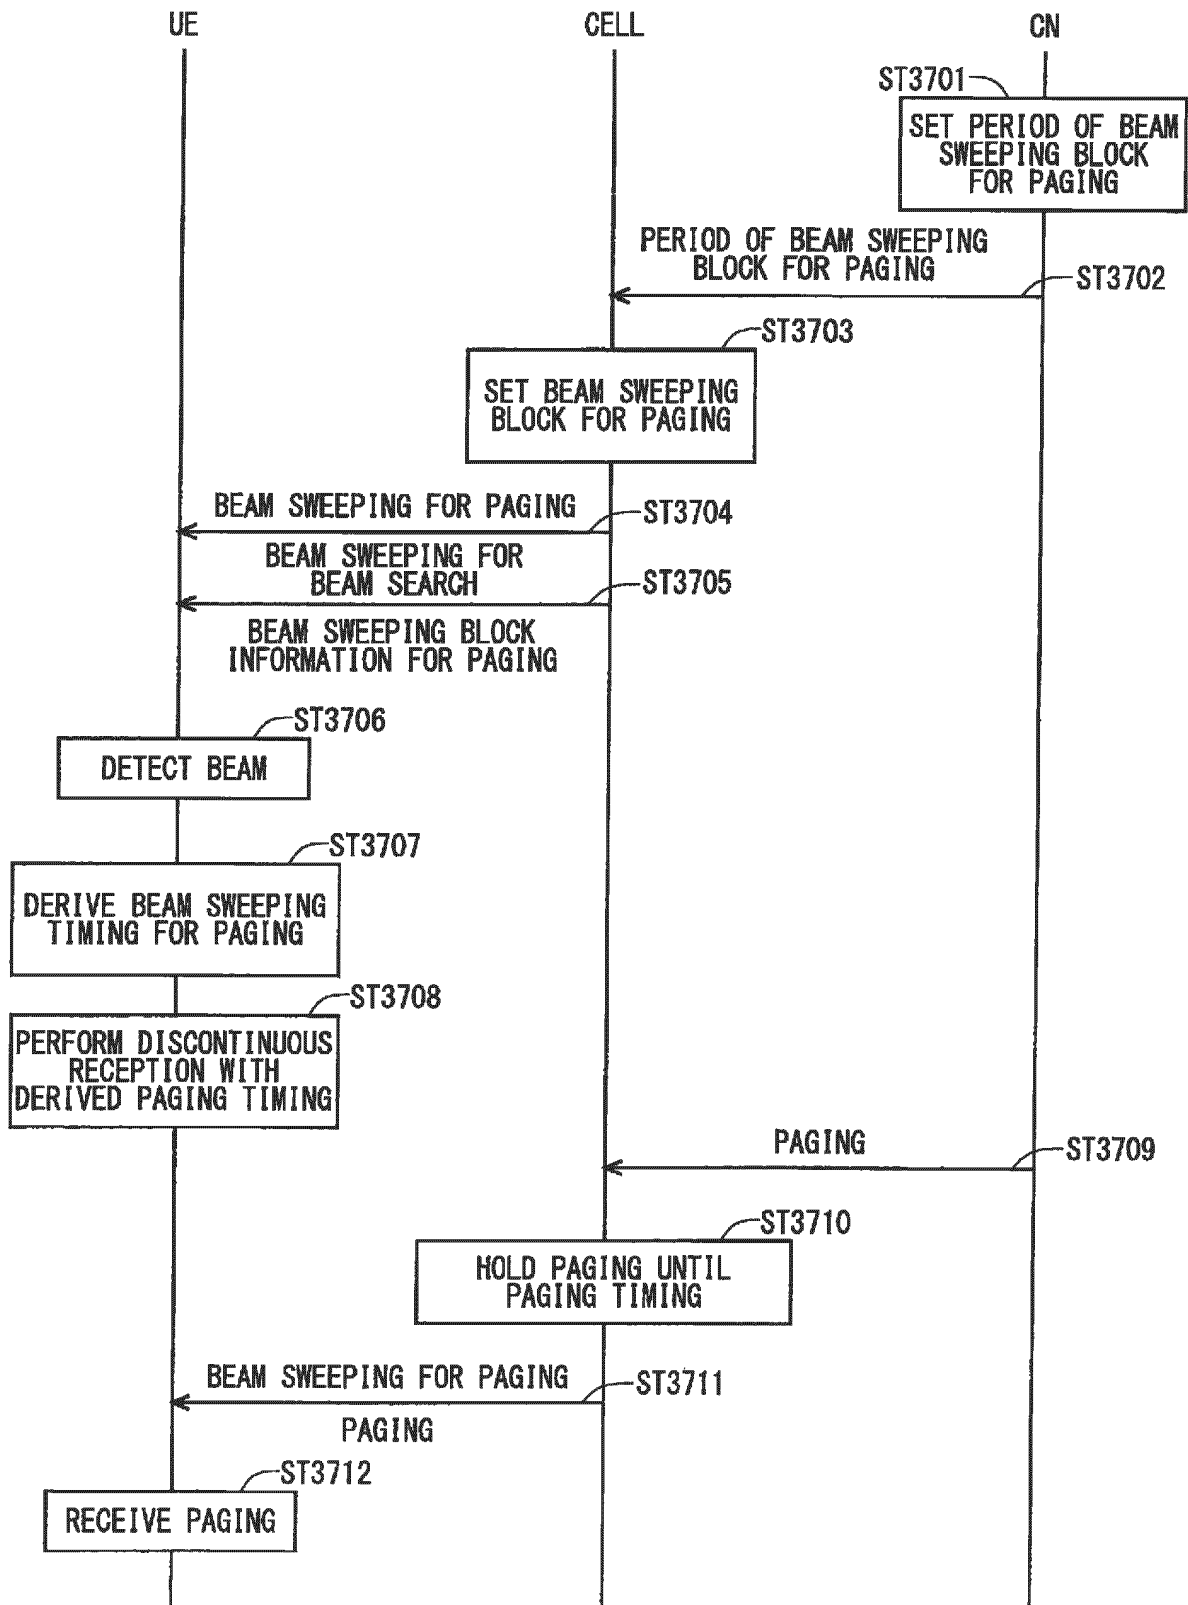 UE
CELL
CN
ST3701
SET PERIOD OF BEAM
SWEEPING BLOCK
FOR PAGING
PERIOD OF BEAM SWEEPING
BLOCK FOR PAGING
ST3702
ST3703
SET BEAM SWEEPING
BLOCK FOR PAGING
BEAM SWEEPING FOR PAGING
ST3704
BEAM SWEEPING FOR
BEAM SEARCH
ST3705
BEAM SWEEPING BLOCK
INFORMATION FOR PAGING
ST3706
DETECT BEAM
ST3707
DERIVE BEAM SWEEPING
TIMING FOR PAGING
ST3708
PERFORM DISCONTINUOUS
RECEPTION WITH
DERIVED PAGING TIMING
PAGING
ST3709
ST3710
HOLD PAGING UNTIL
PAGING TIMING
BEAM SWEEPING FOR PAGING
ST3711
PAGING
ST3712
RECEIVE PAGING